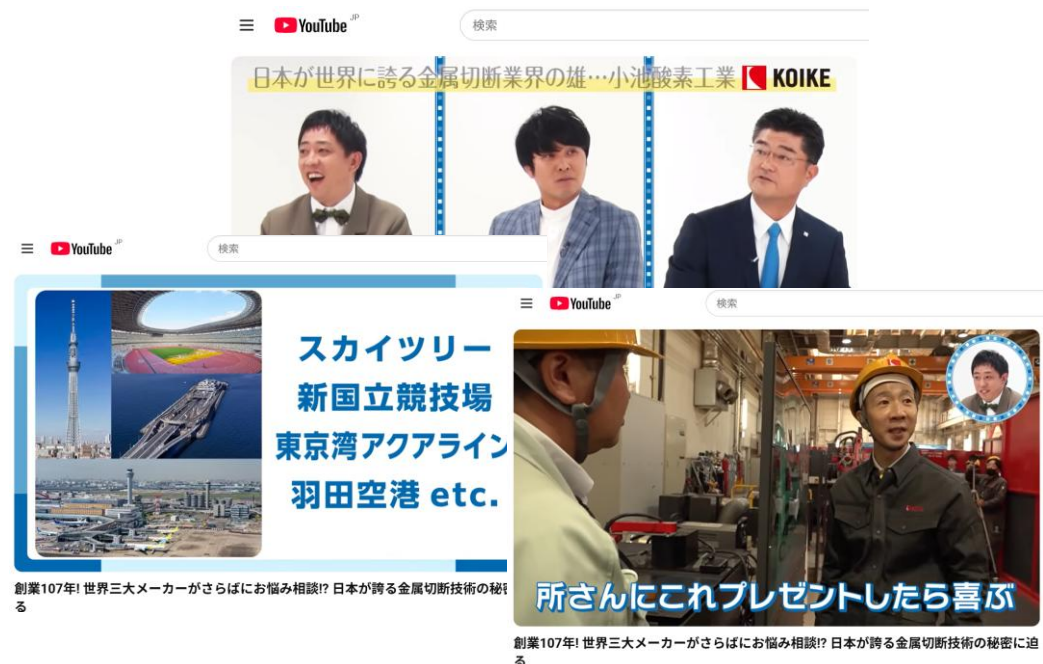 YouTube JP
検索
日本が世界に誇る金属切断業界の雄…小池酸素工業 KOIKE
YouTube JP
検索
スカイツリー
新国立競技場
東京湾アクアライン
羽田空港 etc.
創業107年! 世界三大メーカーがさらばにお悩み相談!? 日本が誇る金属切断技術の秘密
る
YouTube JP
検索
所さんにこれプレゼントしたら喜ぶ
創業107年! 世界三大メーカーがさらばにお悩み相談!? 日本が誇る金属切断技術の秘密に迫
る